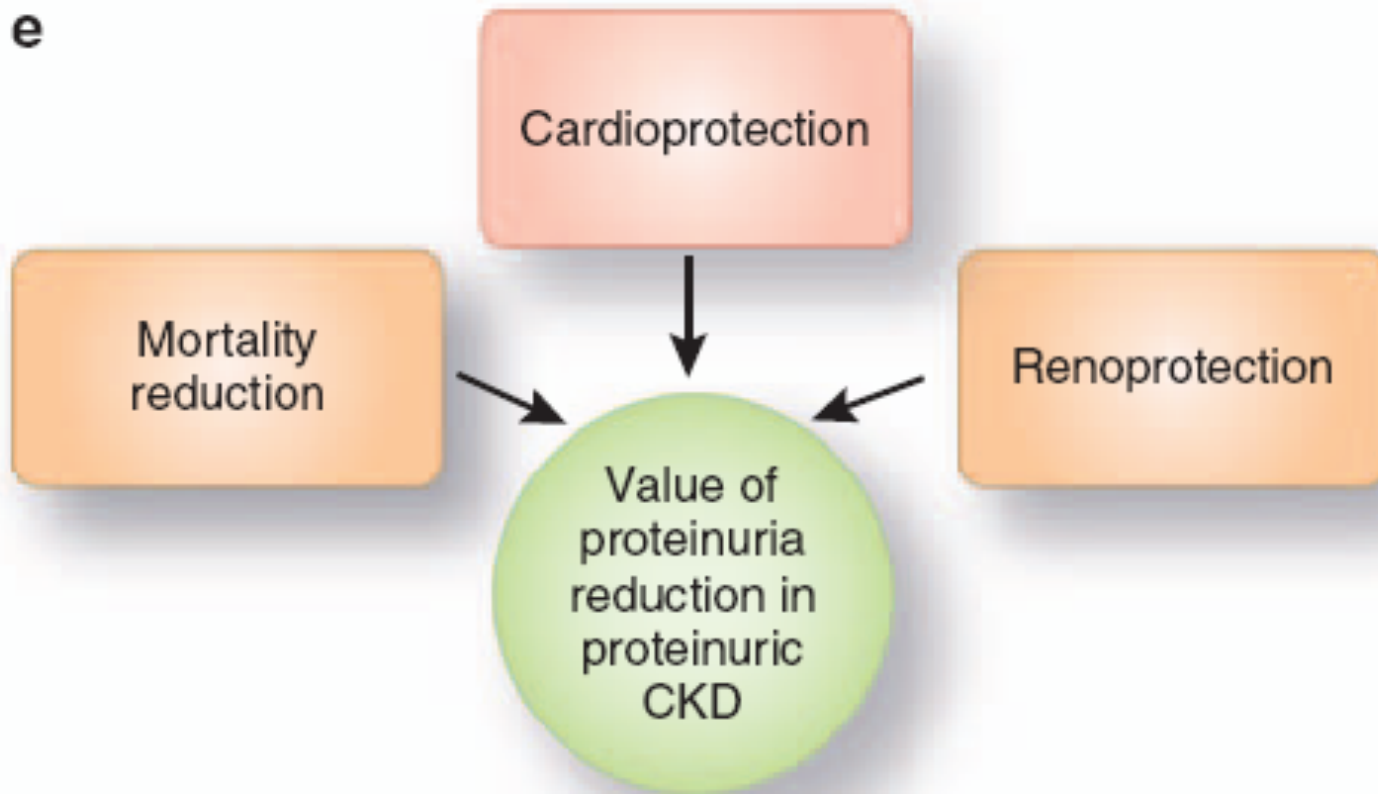 e
Cardioprotection
Mortality
reduction
Renoprotection
Value of
proteinuria
reduction in
proteinuric
CKD